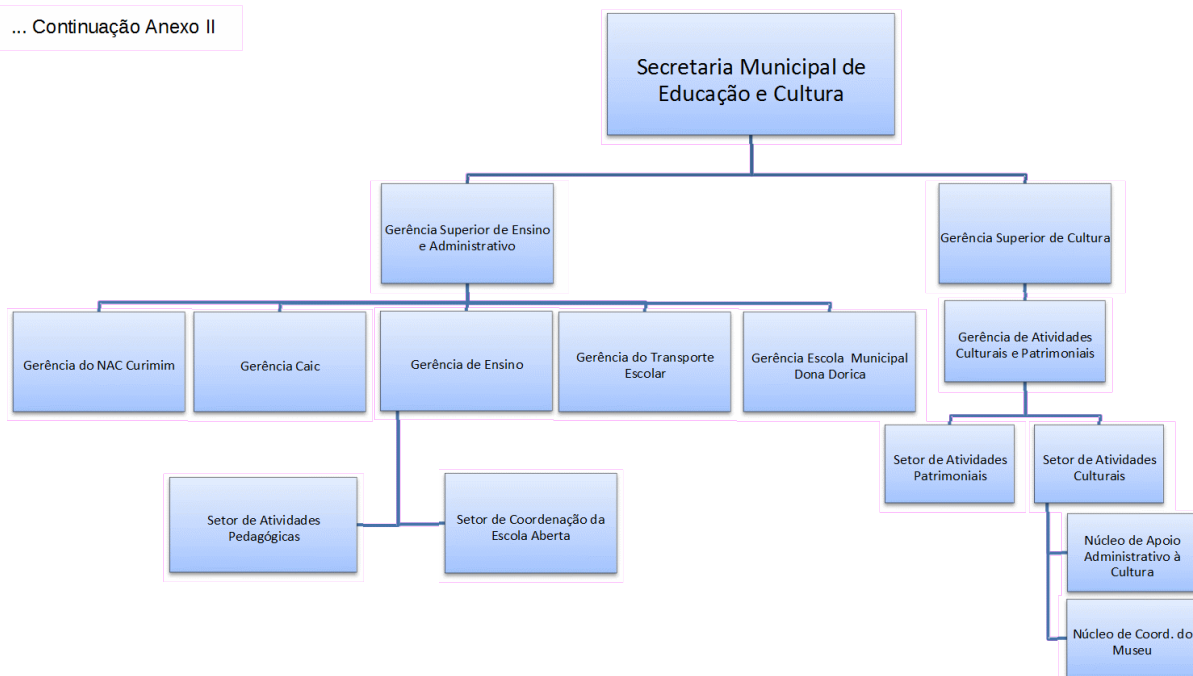 ... Continuação Anexo II
Secretaria Municipal de
Educação e Cultura
Gerência Superior de Ensino
e Administrativo
Gerência Superior de Cultura
Gerência do NAC Curimim
Gerência Caic
Gerência de Ensino
Gerência do Transporte
Escolar
Gerência Escola Municipal
Dona Dorica
Gerência de Atividades
Culturais e Patrimoniais
Setor de Atividades
Patrimoniais
Setor de Atividades
Culturais
Setor de Atividades
Pedagógicas
Setor de Coordenação da
Escola Aberta
Núcleo de Apoio
Administrativo à
Cultura
Núcleo de Coord. do
Museu